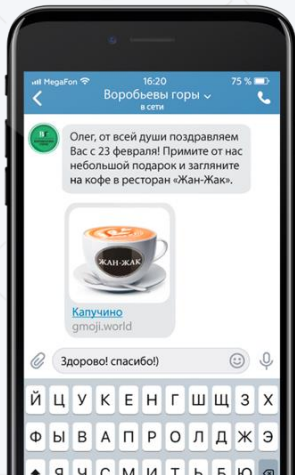 MegaFon 16:20 75 %
Воробьевы горы
в сети
Олег, от всей души поздравляем
Вас с 23 февраля! Примите от нас
небольшой подарок и загляните
на кофе в ресторан «Жан-Жак».
ЖАН-ЖАК
Капучино
gmoji.world
Здорово! спасибо!)
Й Ц У К Е Н Г Ш Щ З Х
Ф Ы В А П Р О Л Д Ж Э
Я Ч С М И Т Ь Б Ю